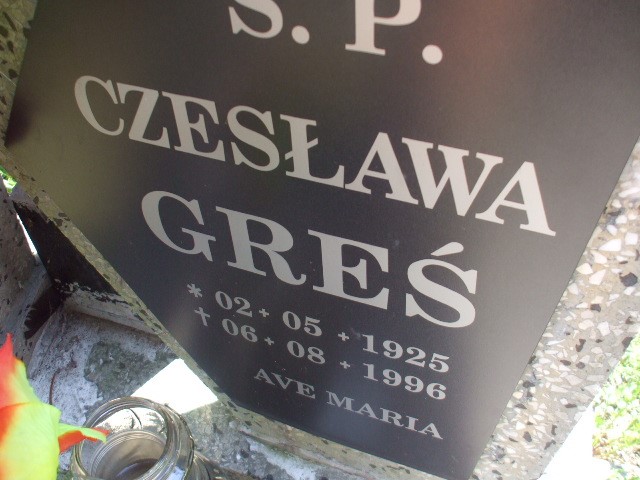 Ś. P.
CZESŁAWA
GREŚ
* 02 + 05 + 1925
† 06 + 08 + 1996
AVE MARIA